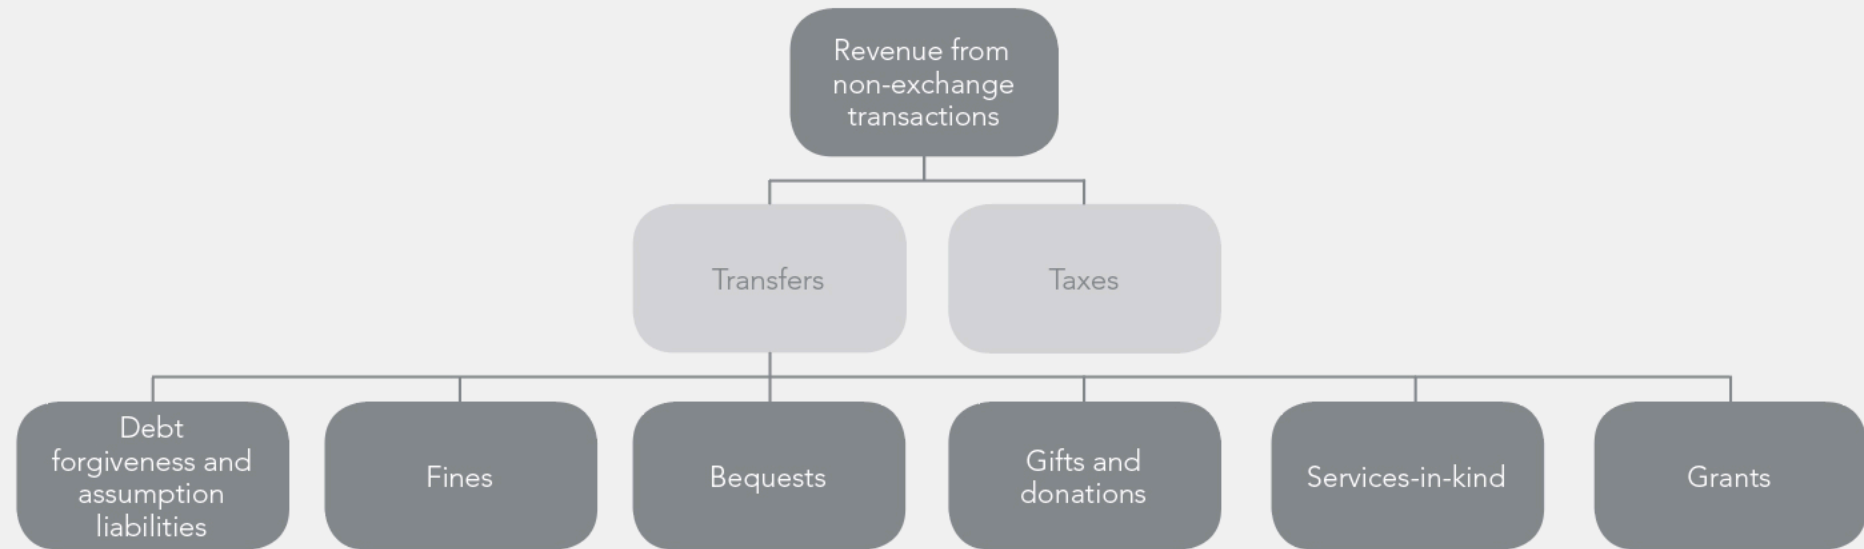 Revenue from
non-exchange
transactions
Transfers
Taxes
Debt
forgiveness and
assumption
liabilities
Fines
Bequests
Gifts and
donations
Services-in-kind
Grants